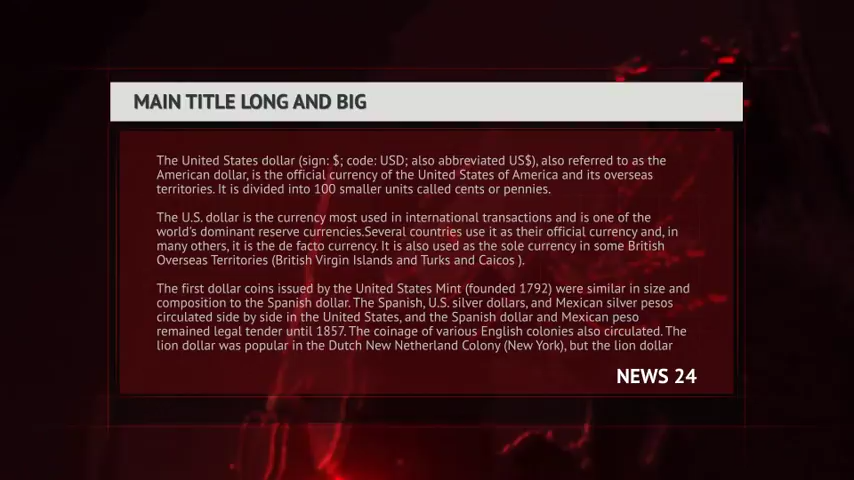 MAIN TITLE LONG AND BIG
The United States dollar (sign: $; code: USD; also abbreviated US$), also referred to as the
American dollar, is the official currency of the United States of America and its overseas
territories. It is divided into 100 smaller units called cents or pennies.
The U.S. dollar is the currency most used in international transactions and is one of the
world's dominant reserve currencies.Several countries use it as their official currency and, in
many others, it is the de facto currency. It is also used as the sole currency in some British
Overseas Territories (British Virgin Islands and Turks and Caicos ).
The first dollar coins issued by the United States Mint (founded 1792) were similar in size and
composition to the Spanish dollar. The Spanish, U.S. silver dollars, and Mexican silver pesos
circulated side by side in the United States, and the Spanish dollar and Mexican peso
remained legal tender until 1857. The coinage of various English colonies also circulated. The
lion dollar was popular in the Dutch New Netherland Colony (New York), but the lion dollar
NEWS 24